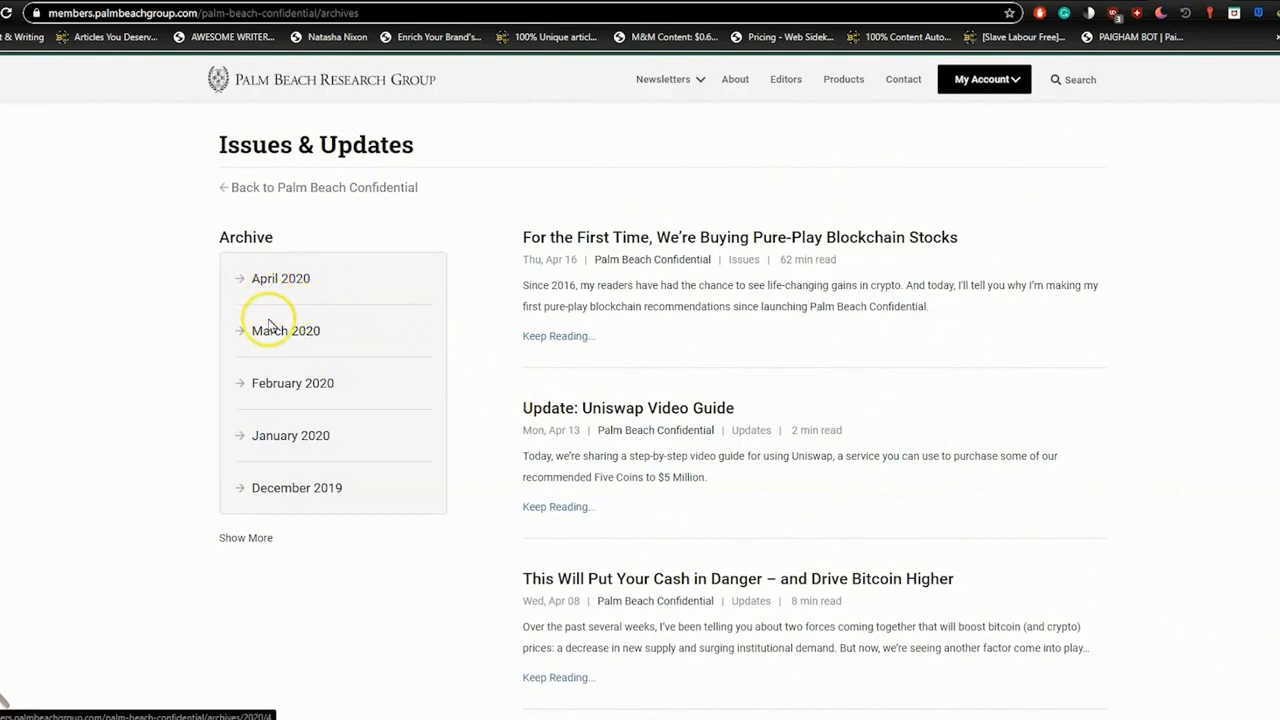 members.palmbeachgroup.com/palm-beach-confidential/archives
t & Writing Articles You Deserv... AWESOME WRITER... Natasha Nixon Enrich Your Brand's... 100% Unique articl... M&M Content: $0.6... Pricing - Web Sidek... 100% Content Auto... [Slave Labour Free]... PAIGHAM BOT | Pai...
PALM BEACH RESEARCH GROUP
Newsletters About Editors Products Contact My Account Search
Issues & Updates
Back to Palm Beach Confidential
Archive
April 2020
March 2020
February 2020
January 2020
December 2019
Show More
For the First Time, We're Buying Pure-Play Blockchain Stocks
Thu, Apr 16 | Palm Beach Confidential | Issues | 62 min read
Since 2016, my readers have had the chance to see life-changing gains in crypto. And today, I'll tell you why I'm making my
first pure-play blockchain recommendations since launching Palm Beach Confidential.
Keep Reading...
Update: Uniswap Video Guide
Mon, Apr 13 | Palm Beach Confidential | Updates | 2 min read
Today, we're sharing a step-by-step video guide for using Uniswap, a service you can use to purchase some of our
recommended Five Coins to $5 Million.
Keep Reading...
This Will Put Your Cash in Danger – and Drive Bitcoin Higher
Wed, Apr 08 | Palm Beach Confidential | Updates | 8 min read
Over the past several weeks, I've been telling you about two forces coming together that will boost bitcoin (and crypto)
prices: a decrease in new supply and surging institutional demand. But now, we're seeing another factor come into play...
Keep Reading...
ers.palmbeachgroup.com/palm-beach-confidential/archives/2020/4